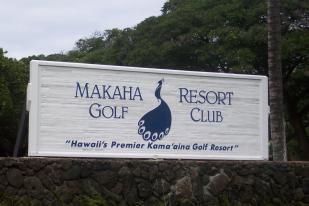 MAKAHA RESORT
GOLF CLUB
"Hawaii's Premier Kama'aina Golf Resort"